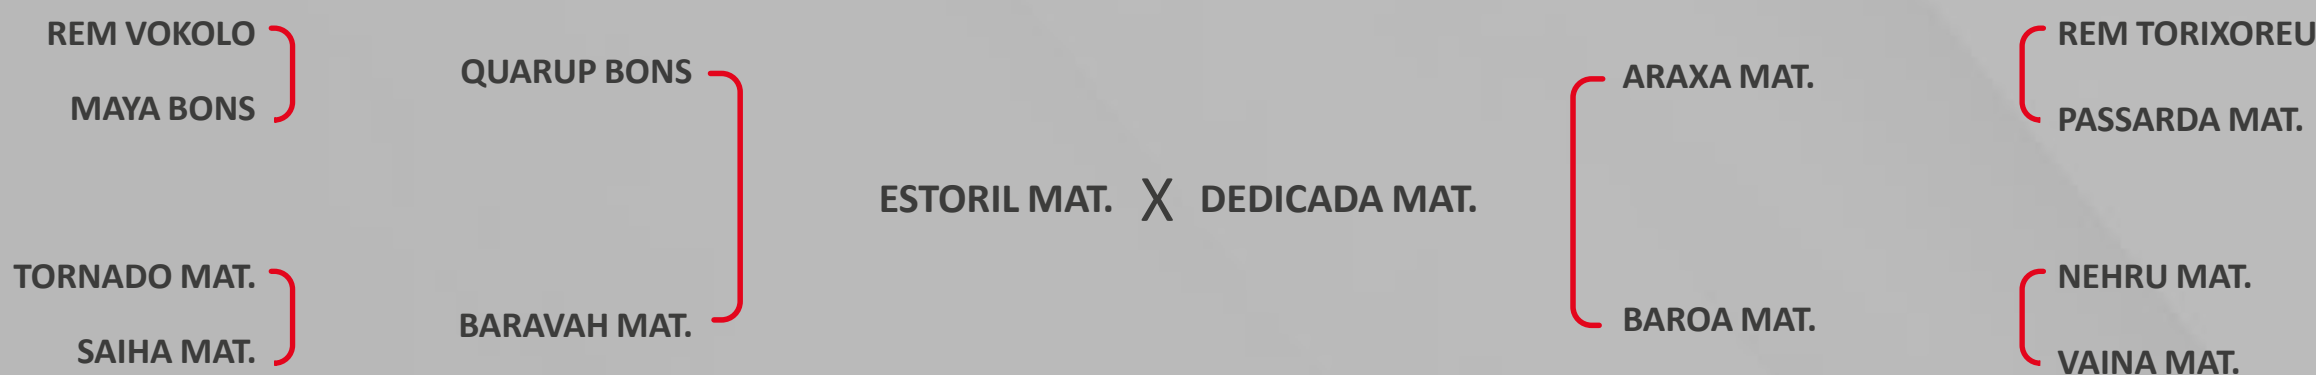 REM VOKOLO
MAYA BONS
QUARUP BONS
TORNADO MAT.
SAIHA MAT.
BARAVAH MAT.
ESTORIL MAT. X DEDICADA MAT.
ARAXA MAT.
BAROA MAT.
REM TORIXOREU
PASSARDA MAT.
NEHRU MAT.
VAINA MAT.